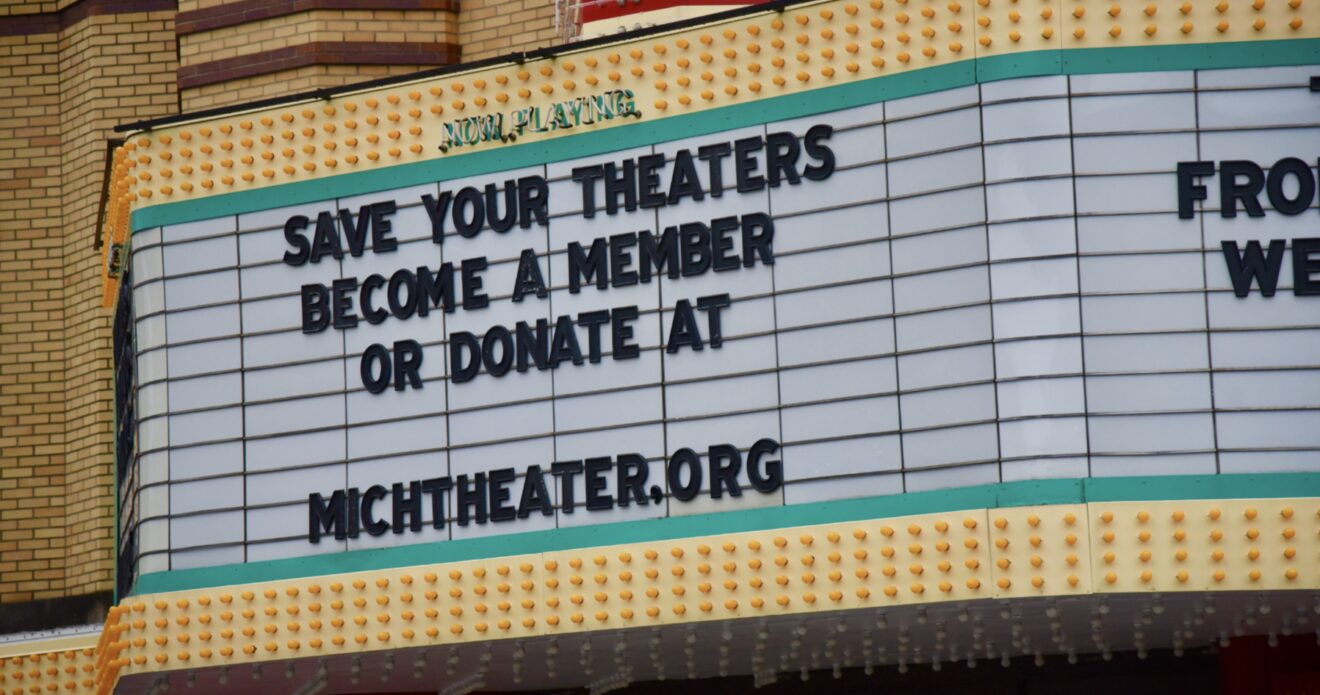 NOW PLAYING
SAVE YOUR THEATERS
BECOME A MEMBER
OR DONATE AT
MICHTHEATER.ORG